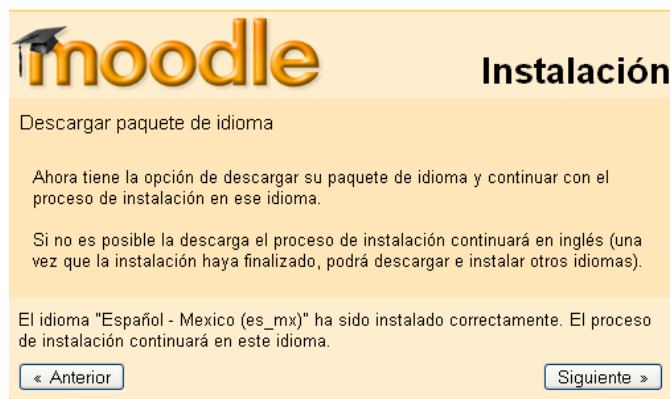 moodle
Instalación
Descargar paquete de idioma
Ahora tiene la opción de descargar su paquete de idioma y continuar con el
proceso de instalación en ese idioma.
Si no es posible la descarga el proceso de instalación continuará en inglés (una
vez que la instalación haya finalizado, podrá descargar e instalar otros idiomas).
El idioma "Español - Mexico (es_mx)" ha sido instalado correctamente. El proceso
de instalación continuará en este idioma.
« Anterior
Siguiente »